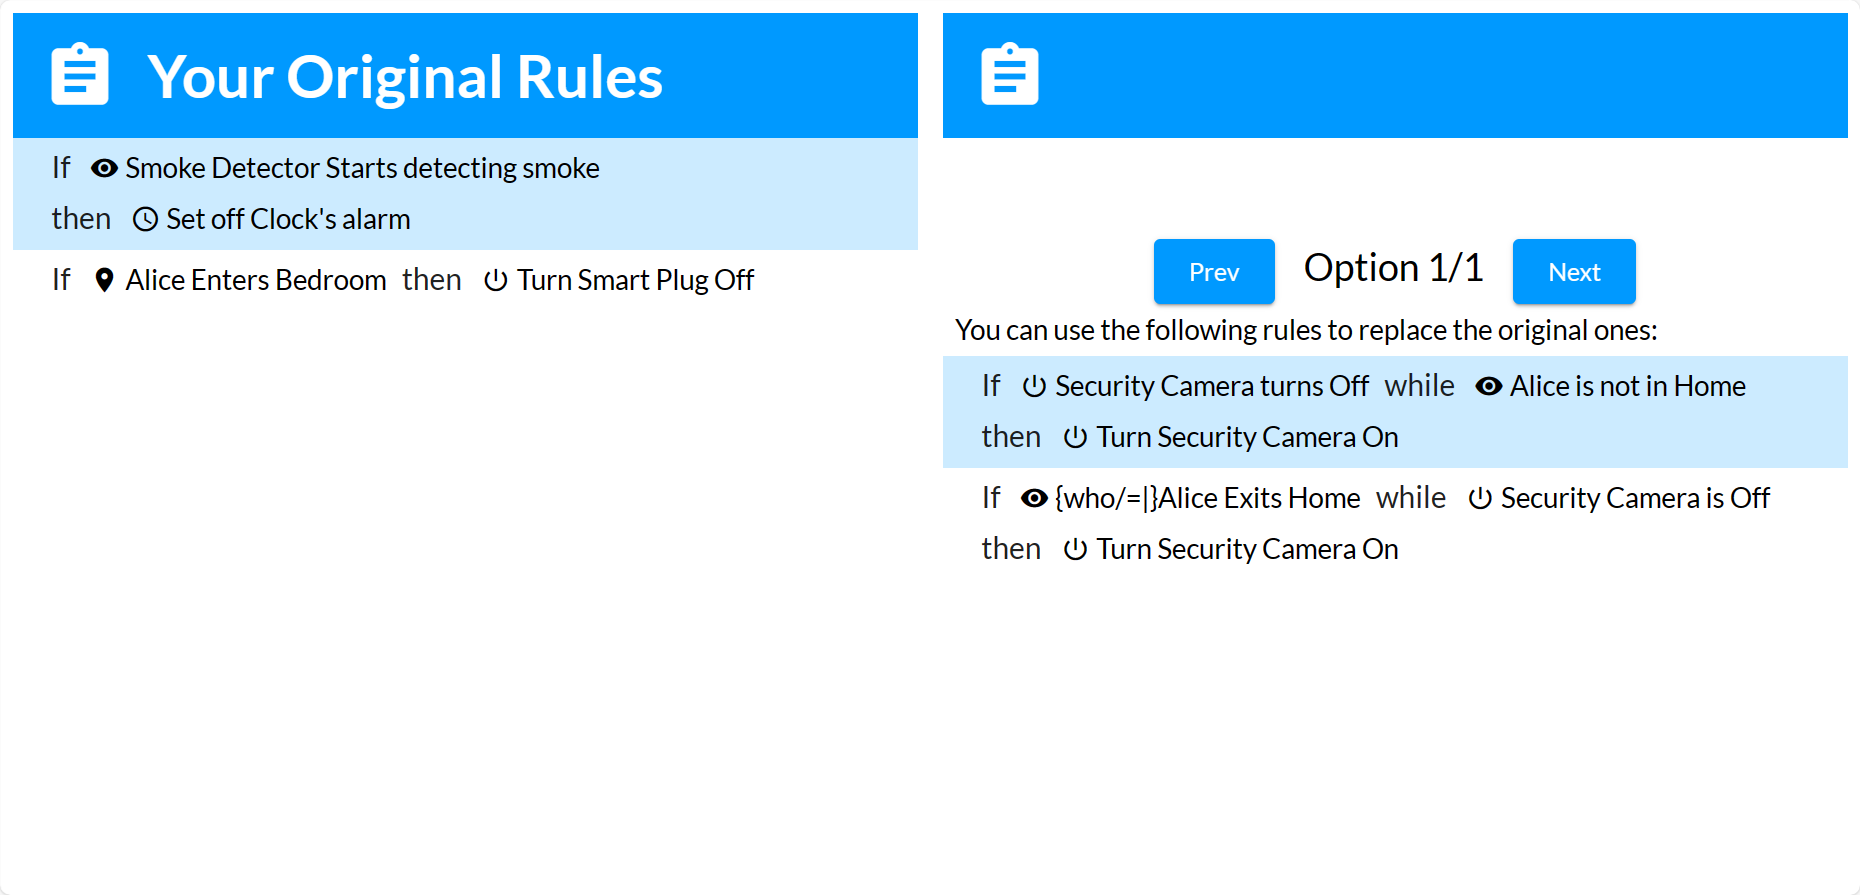 Your Original Rules
If Smoke Detector Starts detecting smoke
then Set off Clock's alarm
If Alice Enters Bedroom then Turn Smart Plug Off
Prev Option 1/1 Next
You can use the following rules to replace the original ones:
If Security Camera turns Off while Alice is not in Home
then Turn Security Camera On
If {who/=|}Alice Exits Home while Security Camera is Off
then Turn Security Camera On